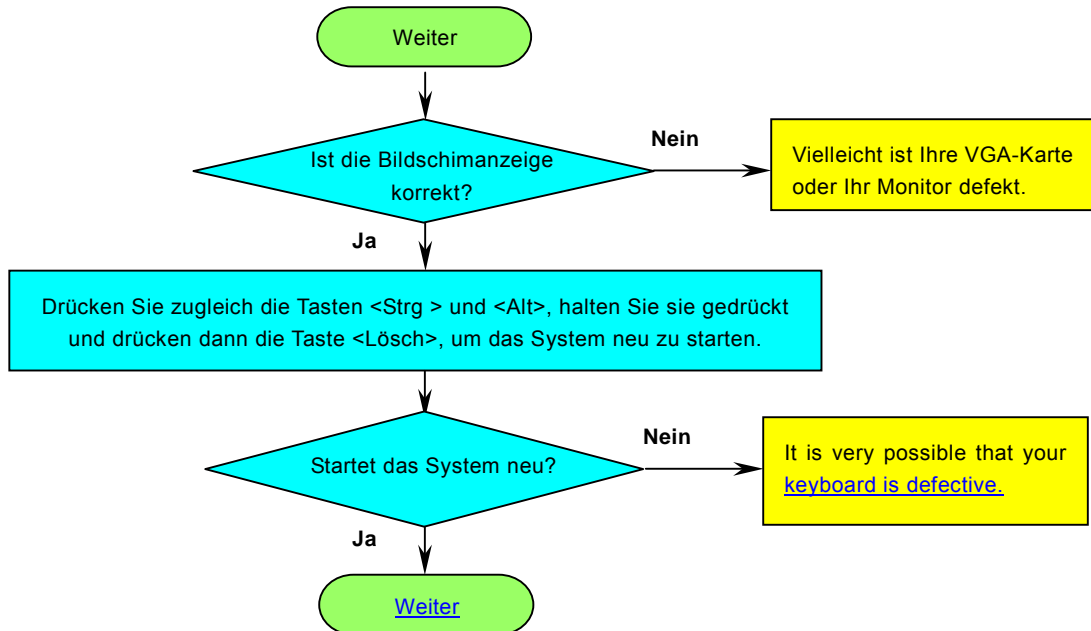 Weiter
Ist die Bildschimanzeige
korrekt?
Nein
Vielleicht ist Ihre VGA-Karte
oder Ihr Monitor defekt.
Ja
Drücken Sie zugleich die Tasten <Strg > und <Alt>, halten Sie sie gedrückt
und drücken dann die Taste <Lösch>, um das System neu zu starten.
Startet das System neu?
Nein
It is very possible that your
keyboard is defective.
Ja
Weiter